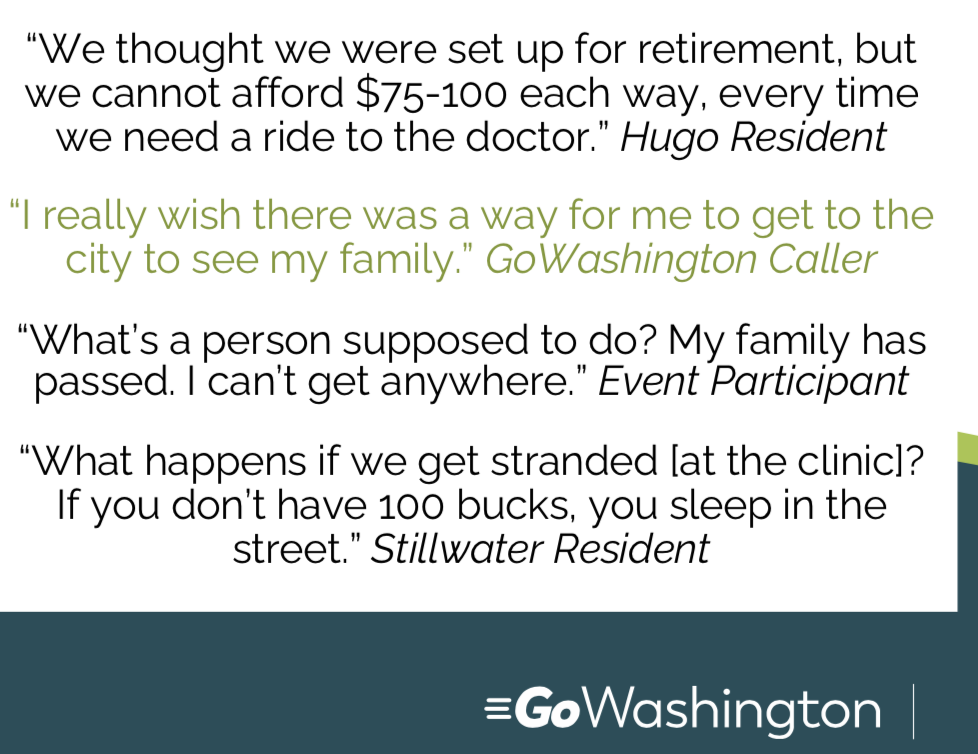 “We thought we were set up for retirement, but
we cannot afford $75-100 each way, every time
we need a ride to the doctor.” Hugo Resident
“I really wish there was a way for me to get to the
city to see my family.” GoWashington Caller
“What’s a person supposed to do? My family has
passed. I can’t get anywhere.” Event Participant
“What happens if we get stranded [at the clinic]?
If you don’t have 100 bucks, you sleep in the
street.” Stillwater Resident
GoWashington